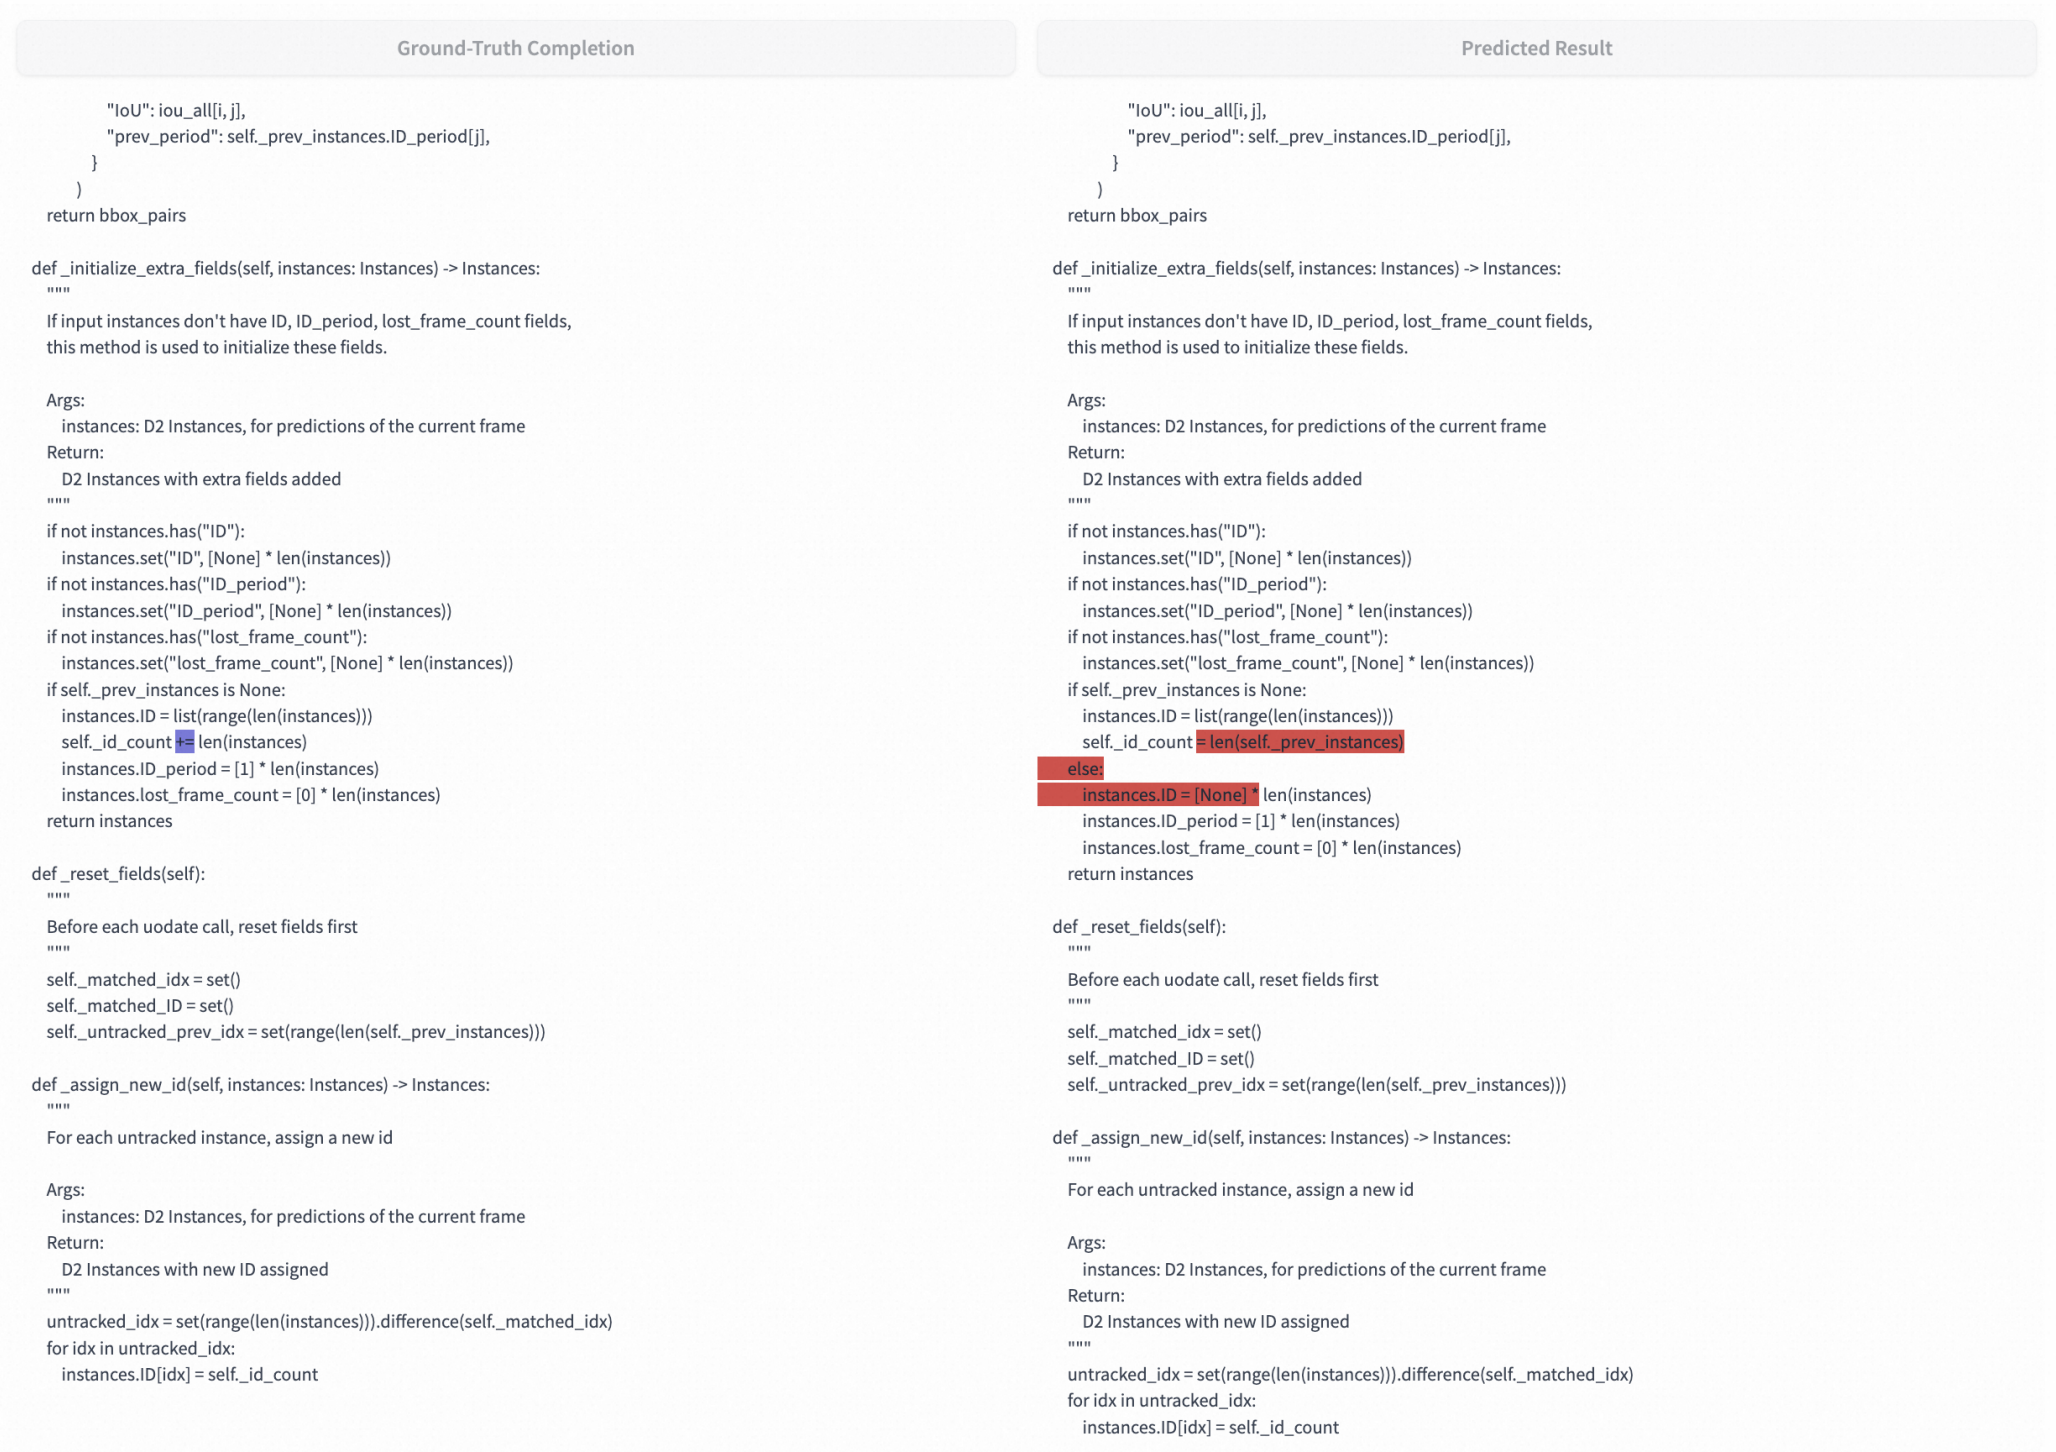 Ground-Truth Completion
"IoU": iou_all[i, j],
"prev_period": self._prev_instances.ID_period[j],
}
)
return bbox_pairs
def _initialize_extra_fields(self, instances: Instances) -> Instances:
"""
If input instances don't have ID, ID_period, lost_frame_count fields,
this method is used to initialize these fields.
Args:
instances: D2 Instances, for predictions of the current frame
Return:
D2 Instances with extra fields added
"""
if not instances.has("ID"):
instances.set("ID", [None] * len(instances))
if not instances.has("ID_period"):
instances.set("ID_period", [None] * len(instances))
if not instances.has("lost_frame_count"):
instances.set("lost_frame_count", [None] * len(instances))
if self._prev_instances is None:
instances.ID = list(range(len(instances)))
self._id_count += len(instances)
instances.ID_period = [1] * len(instances)
instances.lost_frame_count = [0] * len(instances)
return instances
def _reset_fields(self):
"""
Before each uodate call, reset fields first
"""
self._matched_idx = set()
self._matched_ID = set()
self._untracked_prev_idx = set(range(len(self._prev_instances)))
def _assign_new_id(self, instances: Instances) -> Instances:
"""
For each untracked instance, assign a new id
Args:
instances: D2 Instances, for predictions of the current frame
Return:
D2 Instances with new ID assigned
"""
untracked_idx = set(range(len(instances))).difference(self._matched_idx)
for idx in untracked_idx:
instances.ID[idx] = self._id_count
Predicted Result
"IoU": iou_all[i, j],
"prev_period": self._prev_instances.ID_period[j],
}
)
return bbox_pairs
def _initialize_extra_fields(self, instances: Instances) -> Instances:
"""
If input instances don't have ID, ID_period, lost_frame_count fields,
this method is used to initialize these fields.
Args:
instances: D2 Instances, for predictions of the current frame
Return:
D2 Instances with extra fields added
"""
if not instances.has("ID"):
instances.set("ID", [None] * len(instances))
if not instances.has("ID_period"):
instances.set("ID_period", [None] * len(instances))
if not instances.has("lost_frame_count"):
instances.set("lost_frame_count", [None] * len(instances))
if self._prev_instances is None:
instances.ID = list(range(len(instances)))
self._id_count = len(self._prev_instances)
else:
instances.ID = [None] * len(instances)
instances.ID_period = [1] * len(instances)
instances.lost_frame_count = [0] * len(instances)
return instances
def _reset_fields(self):
"""
Before each uodate call, reset fields first
"""
self._matched_idx = set()
self._matched_ID = set()
self._untracked_prev_idx = set(range(len(self._prev_instances)))
def _assign_new_id(self, instances: Instances) -> Instances:
"""
For each untracked instance, assign a new id
Args:
instances: D2 Instances, for predictions of the current frame
Return:
D2 Instances with new ID assigned
"""
untracked_idx = set(range(len(instances))).difference(self._matched_idx)
for idx in untracked_idx:
instances.ID[idx] = self._id_count